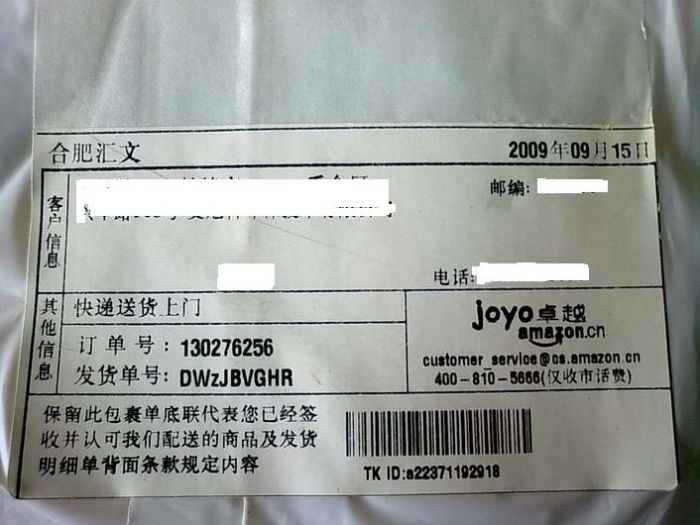 合肥汇文 2009年09月15日
邮编:
客户信息
电话:
其他信息
快递送货上门
订单号: 130276256
发货单号: DWzJBVGHR
joyo卓越
amazon.cn
customer_service@cs.amazon.cn
400-810-5666(仅收市话费)
保留此包裹单底联代表您已经签
收并认可我们配送的商品及发货
明细单背面条款规定内容
TK ID:a22371192918